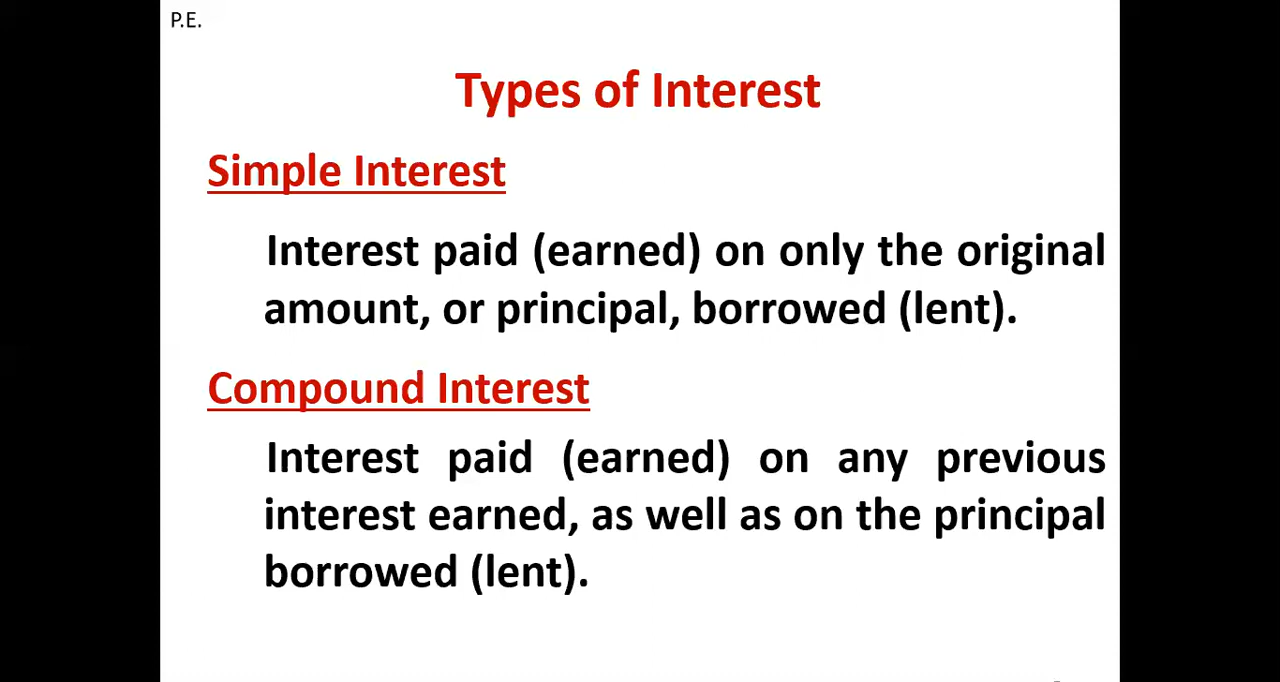 P.E.
Types of Interest
Simple Interest
Interest paid (earned) on only the original
amount, or principal, borrowed (lent).
Compound Interest
Interest paid (earned) on any previous
interest earned, as well as on the principal
borrowed (lent).